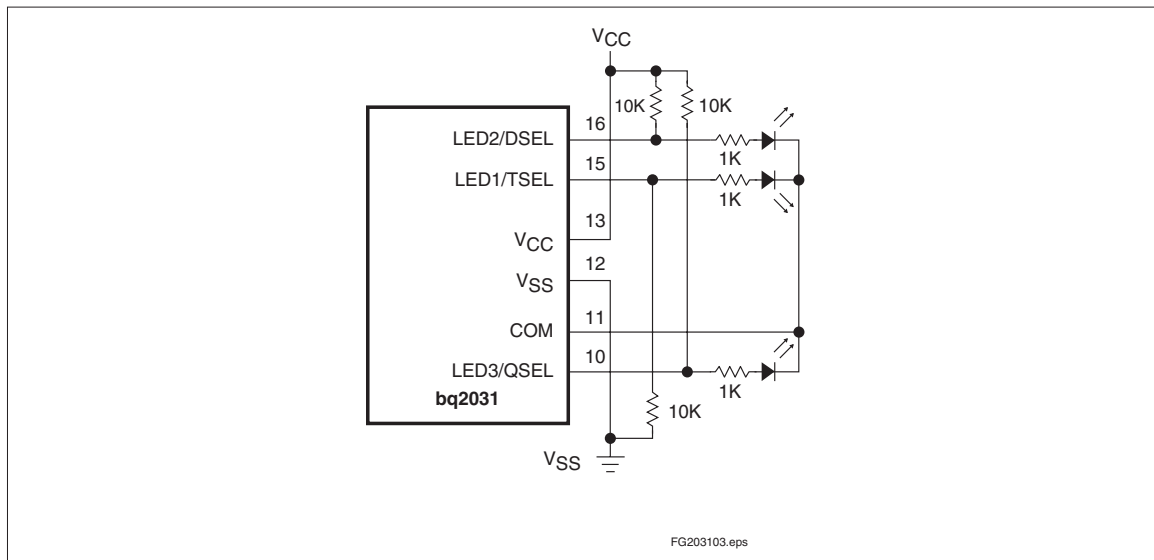 VCC
10K 10K
16
LED2/DSEL
1K
15
LED1/TSEL
1K
13
VCC
12
VSS
11
COM
10
LED3/QSEL
1K
bq2031
10K
VSS
FG203103.eps